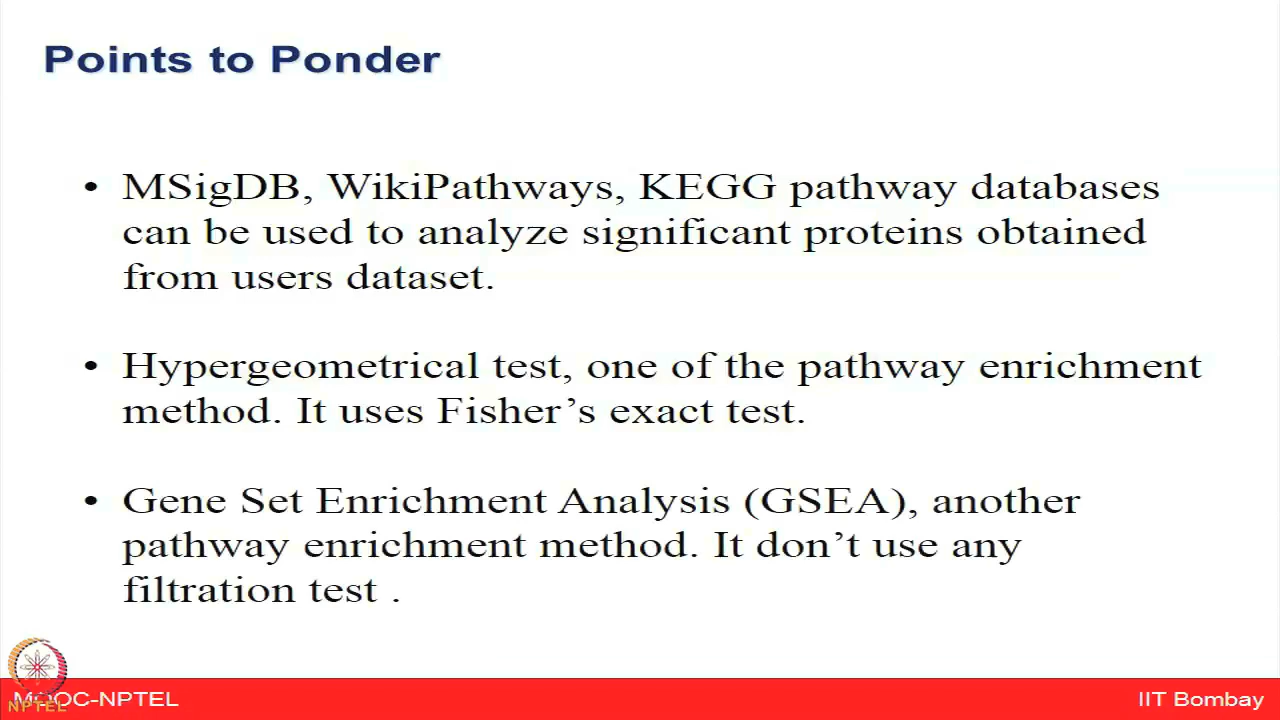 Points to Ponder
• MSigDB, WikiPathways, KEGG pathway databases
can be used to analyze significant proteins obtained
from users dataset.
• Hypergeometrical test, one of the pathway enrichment
method. It uses Fisher’s exact test.
• Gene Set Enrichment Analysis (GSEA), another
pathway enrichment method. It don’t use any
filtration test .
MOOC-NPTEL
NPTEL
IIT Bombay